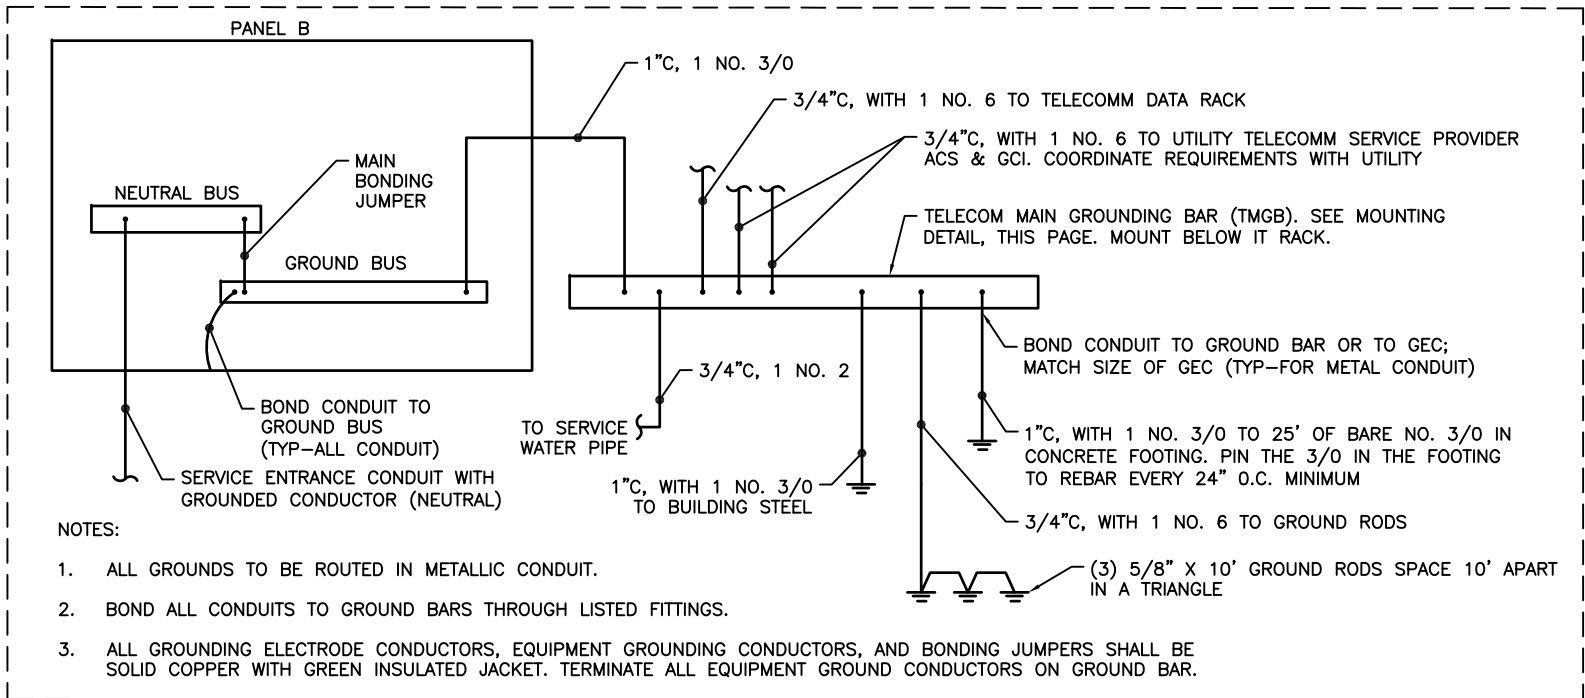 PANEL B
1"C, 1 NO. 3/0
3/4"C, WITH 1 NO. 6 TO TELECOMM DATA RACK
3/4"C, WITH 1 NO. 6 TO UTILITY TELECOMM SERVICE PROVIDER
ACS & GCI. COORDINATE REQUIREMENTS WITH UTILITY
MAIN
BONDING
JUMPER
NEUTRAL BUS
TELECOM MAIN GROUNDING BAR (TMGB). SEE MOUNTING
DETAIL, THIS PAGE. MOUNT BELOW IT RACK.
GROUND BUS
BOND CONDUIT TO GROUND BAR OR TO GEC;
MATCH SIZE OF GEC (TYP-FOR METAL CONDUIT)
3/4"C, 1 NO. 2
BOND CONDUIT TO
GROUND BUS
(TYP-ALL CONDUIT)
TO SERVICE
WATER PIPE
1"C, WITH 1 NO. 3/0 TO 25' OF BARE NO. 3/0 IN
CONCRETE FOOTING. PIN THE 3/0 IN THE FOOTING
TO REBAR EVERY 24" O.C. MINIMUM
SERVICE ENTRANCE CONDUIT WITH
GROUNDED CONDUCTOR (NEUTRAL)
1"C, WITH 1 NO. 3/0
TO BUILDING STEEL
3/4"C, WITH 1 NO. 6 TO GROUND RODS
(3) 5/8" X 10' GROUND RODS SPACE 10' APART
IN A TRIANGLE
NOTES:
1. ALL GROUNDS TO BE ROUTED IN METALLIC CONDUIT.
2. BOND ALL CONDUITS TO GROUND BARS THROUGH LISTED FITTINGS.
3. ALL GROUNDING ELECTRODE CONDUCTORS, EQUIPMENT GROUNDING CONDUCTORS, AND BONDING JUMPERS SHALL BE
SOLID COPPER WITH GREEN INSULATED JACKET. TERMINATE ALL EQUIPMENT GROUND CONDUCTORS ON GROUND BAR.